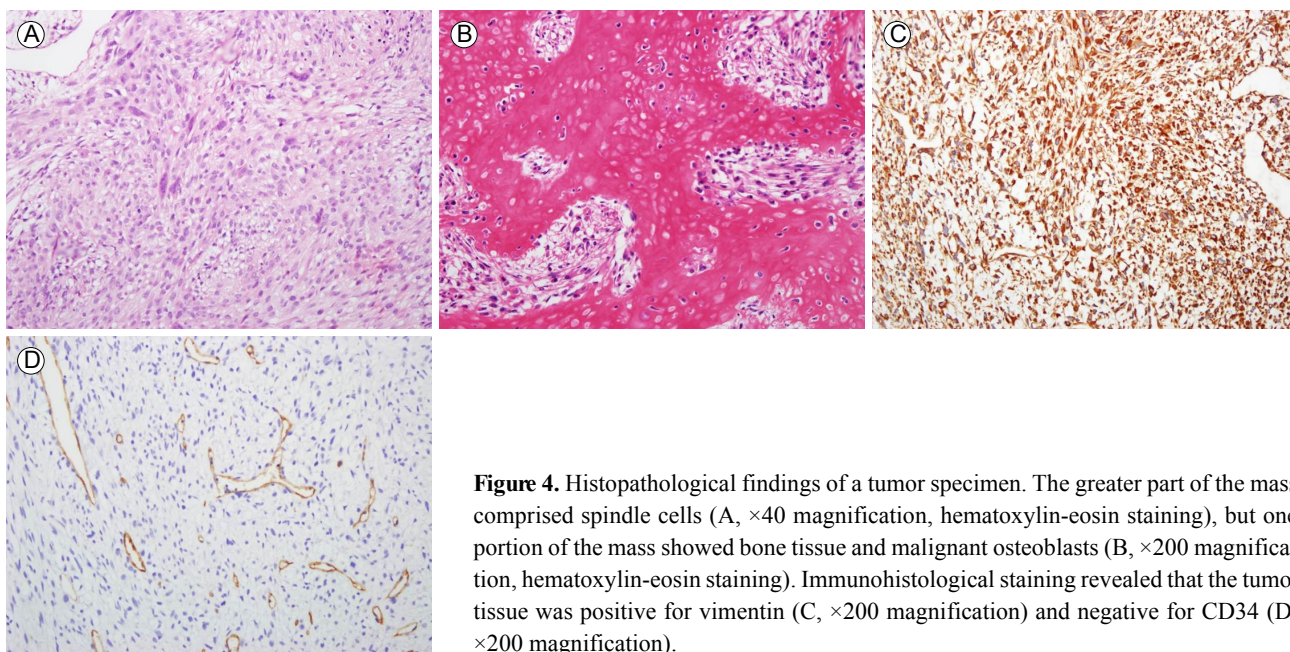 A
B
C
D
Figure 4. Histopathological findings of a tumor specimen. The greater part of the mass
comprised spindle cells (A, ×40 magnification, hematoxylin-eosin staining), but one
portion of the mass showed bone tissue and malignant osteoblasts (B, ×200 magnifica-
tion, hematoxylin-eosin staining). Immunohistological staining revealed that the tumo
tissue was positive for vimentin (C, ×200 magnification) and negative for CD34 (D
×200 magnification).